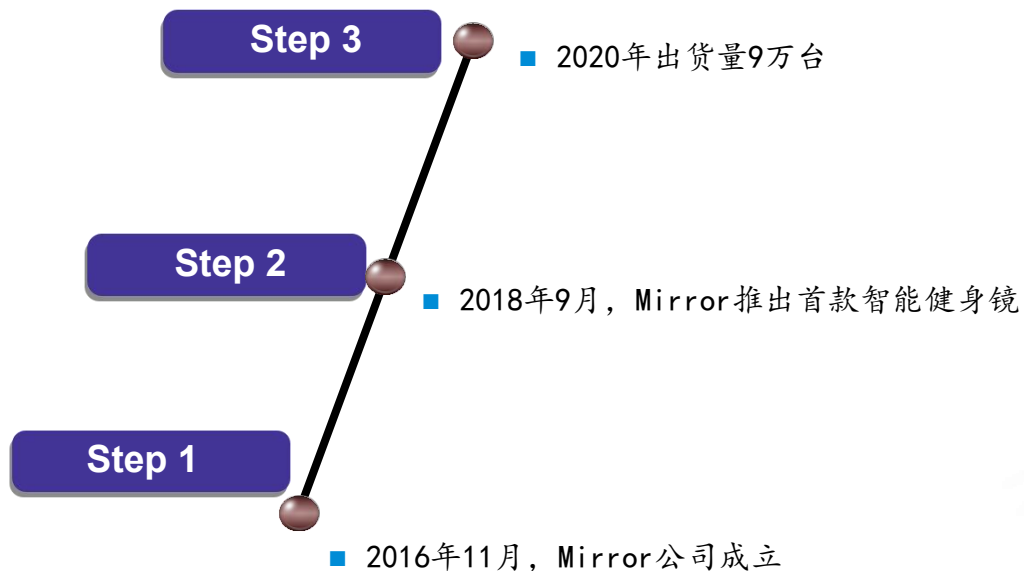 Step 3
■ 2020年出货量9万台
Step 2
■ 2018年9月，Mirror推出首款智能健身镜
Step 1
■ 2016年11月，Mirror公司成立